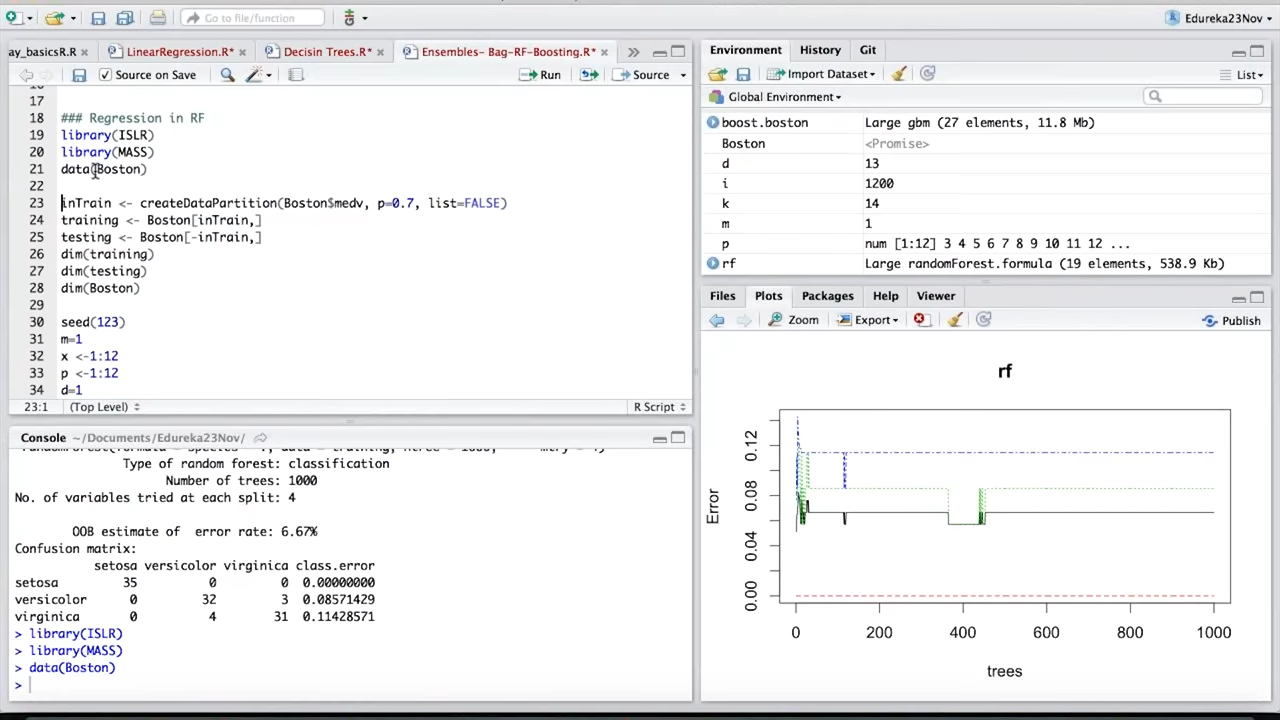 Go to file/function
Edureka23Nov
ay_basicsR.R
LinearRegression.R*
Decisin Trees.R*
Ensembles- Bag-RF-Boosting.R*
Source on Save
Run
Source
17
18 ### Regression in RF
19 library(ISLR)
20 library(MASS)
21 data(Boston)
22
23 inTrain <- createDataPartition(Boston$medv, p=0.7, list=FALSE)
24 training <- Boston[inTrain,]
25 testing <- Boston[-inTrain,]
26 dim(training)
27 dim(testing)
28 dim(Boston)
29
30 seed(123)
31 m=1
32 x <-1:12
33 p <-1:12
34 d=1
23:1 (Top Level) R Script
Console ~/Documents/Edureka23Nov/
Type of random forest: classification
Number of trees: 1000
No. of variables tried at each split: 4
OOB estimate of error rate: 6.67%
Confusion matrix:
setosa versicolor virginica class.error
setosa 35 0 0 0.00000000
versicolor 0 32 3 0.08571429
virginica 0 4 31 0.11428571
> library(ISLR)
> library(MASS)
> data(Boston)
>
Environment History Git
Import Dataset List
Global Environment
boost.boston Large gbm (27 elements, 11.8 Mb)
Boston <Promise>
d 13
i 1200
k 14
m 1
p num [1:12] 3 4 5 6 7 8 9 10 11 12 ...
rf Large randomForest.formula (19 elements, 538.9 Kb)
Files Plots Packages Help Viewer
Zoom Export Publish
rf
Error
0.12
0.08
0.04
0.00
0 200 400 600 800 1000
trees